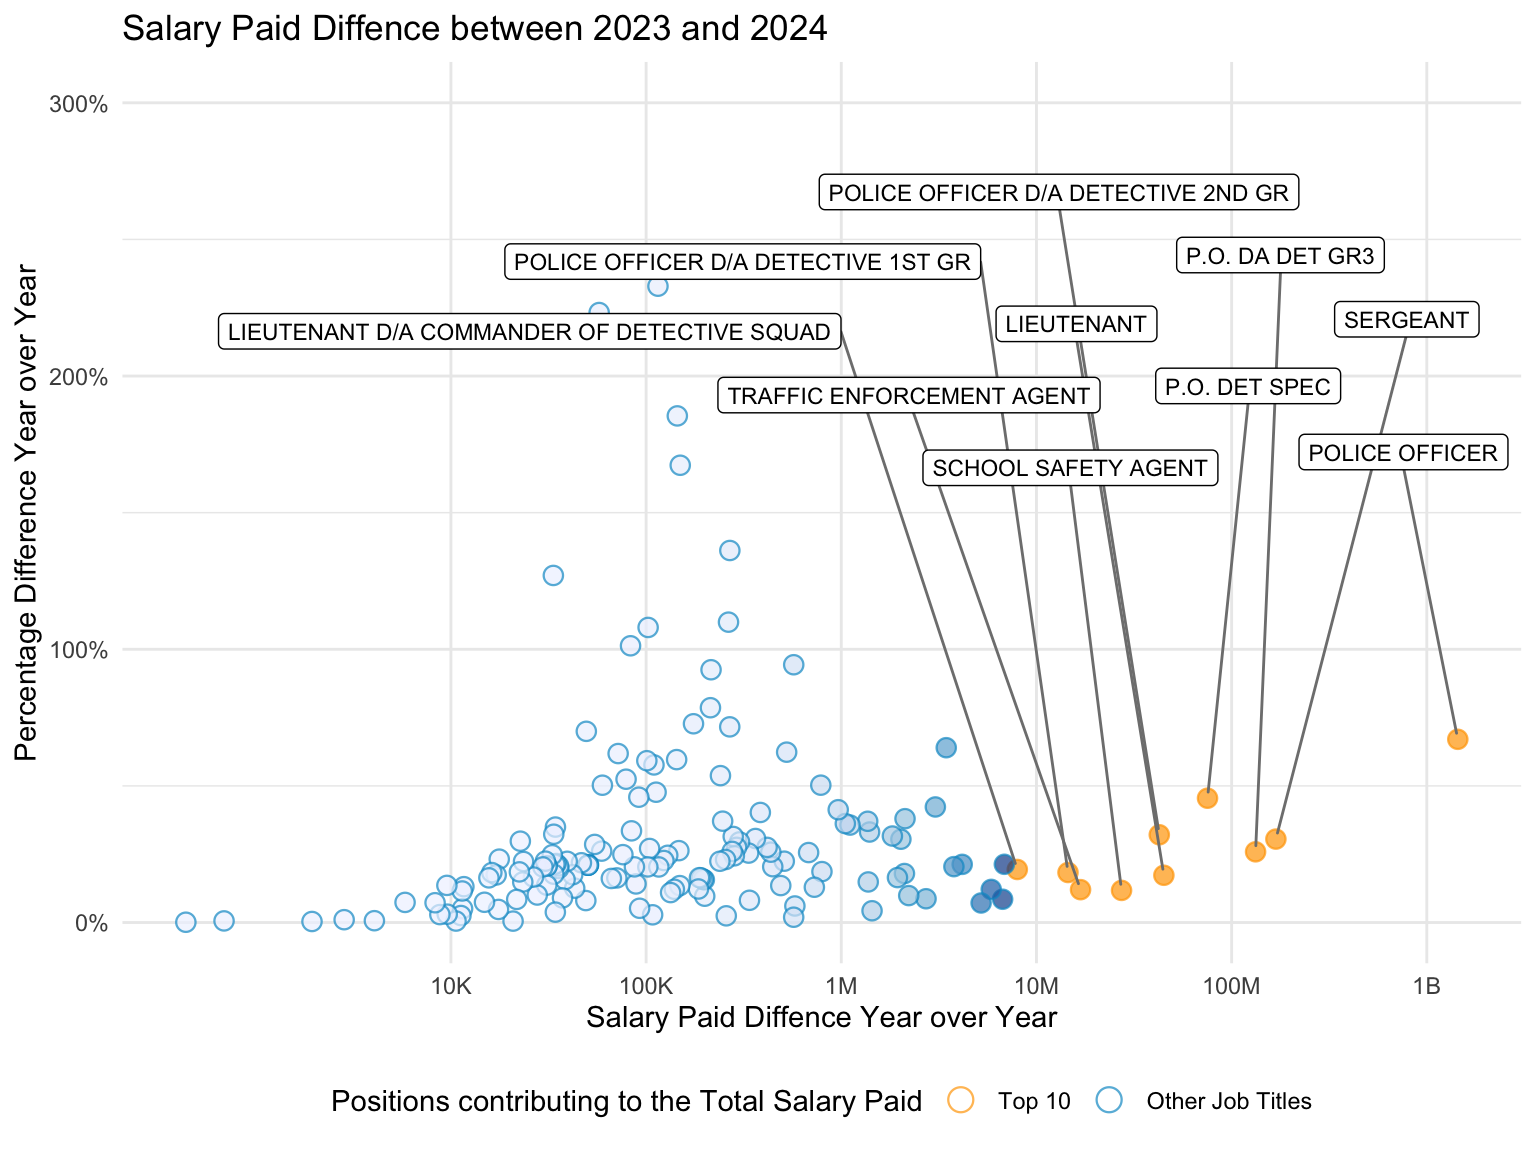 Salary Paid Diffence between 2023 and 2024
Percentage Difference Year over Year
300%
200%
100%
0%
POLICE OFFICER D/A DETECTIVE 2ND GR
P.O. DA DET GR3
POLICE OFFICER D/A DETECTIVE 1ST GR
SERGEANT
LIEUTENANT
LIEUTENANT D/A COMMANDER OF DETECTIVE SQUAD
P.O. DET SPEC
TRAFFIC ENFORCEMENT AGENT
POLICE OFFICER
SCHOOL SAFETY AGENT
10K 100K 1M 10M 100M 1B
Salary Paid Diffence Year over Year
Positions contributing to the Total Salary Paid Top 10 Other Job Titles